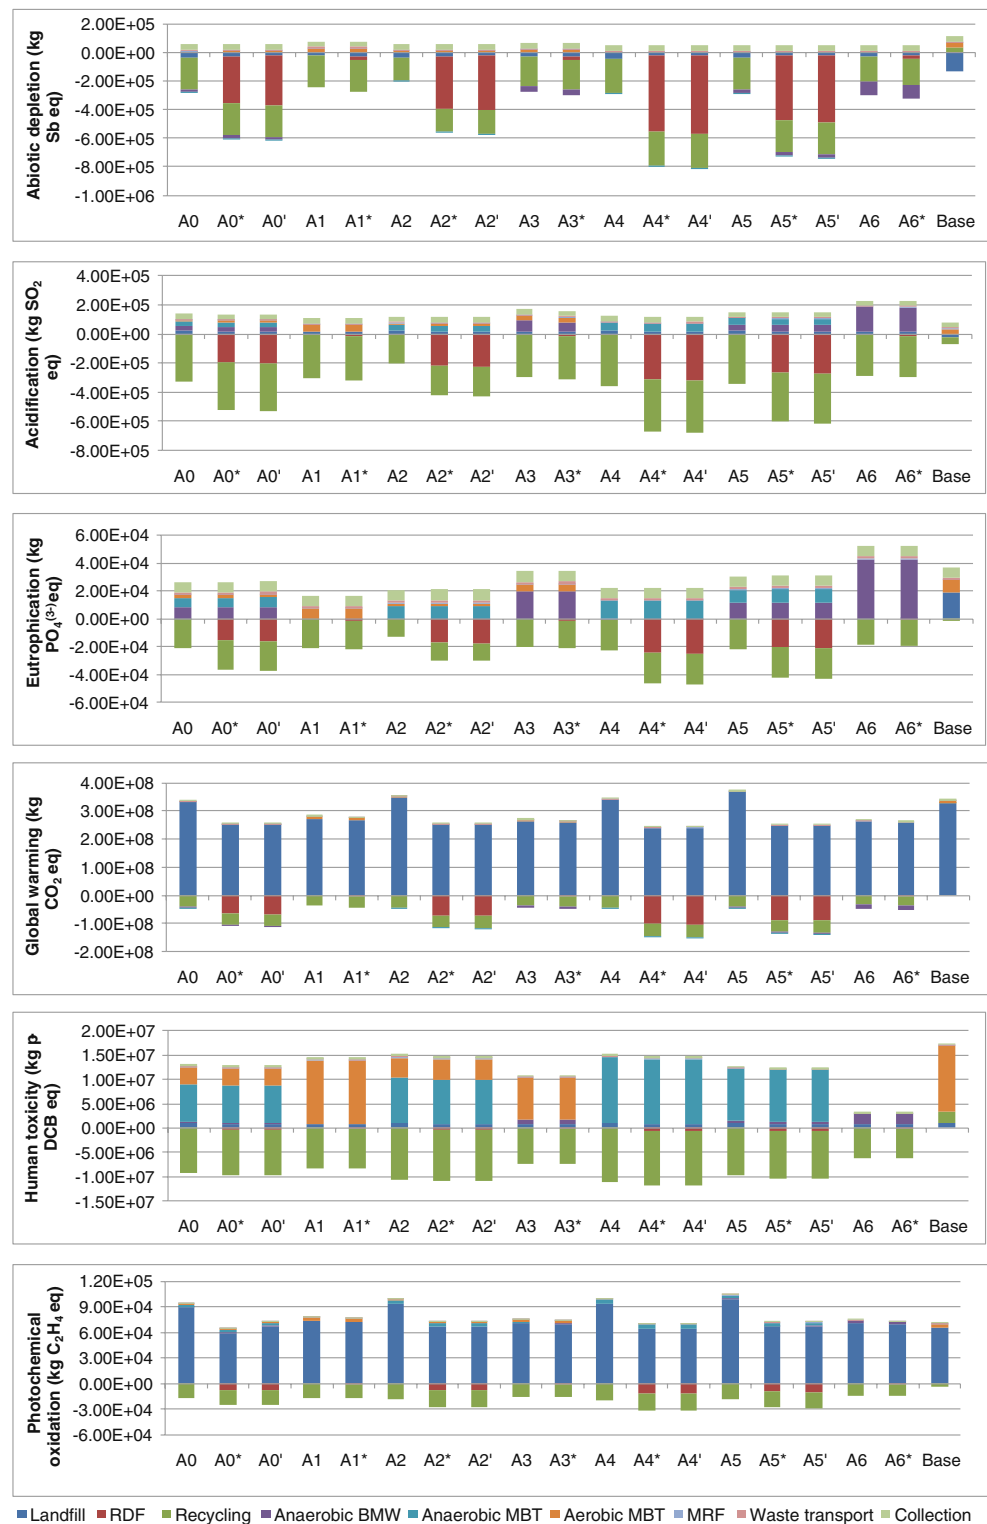 Abiotic depletion (kg Sb eq)
2.00E+05
0.00E+00
-2.00E+05
-4.00E+05
-6.00E+05
-8.00E+05
-1.00E+06
A0 A0* A0' A1 A1* A2 A2* A2' A3 A3* A4 A4* A4' A5 A5* A5' A6 A6* Base
Acidification (kg SO2 eq)
4.00E+05
2.00E+05
0.00E+00
-2.00E+05
-4.00E+05
-6.00E+05
-8.00E+05
A0 A0* A0' A1 A1* A2 A2* A2' A3 A3* A4 A4* A4' A5 A5* A5' A6 A6* Base
Eutrophication (kg PO4(3-)eq)
6.00E+04
4.00E+04
2.00E+04
0.00E+00
-2.00E+04
-4.00E+04
-6.00E+04
A0 A0* A0' A1 A1* A2 A2* A2' A3 A3* A4 A4* A4' A5 A5* A5' A6 A6* Base
Global warming (kg CO2 eq)
4.00E+08
3.00E+08
2.00E+08
1.00E+08
0.00E+00
-1.00E+08
-2.00E+08
A0 A0* A0' A1 A1* A2 A2* A2' A3 A3* A4 A4* A4' A5 A5* A5' A6 A6* Base
Human toxicity (kg p-DCB eq)
2.00E+07
1.50E+07
1.00E+07
5.00E+06
0.00E+00
-5.00E+06
-1.00E+07
-1.50E+07
A0 A0* A0' A1 A1* A2 A2* A2' A3 A3* A4 A4* A4' A5 A5* A5' A6 A6* Base
Photochemical oxidation (kg C2H4 eq)
1.20E+05
9.00E+04
6.00E+04
3.00E+04
0.00E+00
-3.00E+04
-6.00E+04
A0 A0* A0' A1 A1* A2 A2* A2' A3 A3* A4 A4* A4' A5 A5* A5' A6 A6* Base
Landfill RDF Recycling Anaerobic BMW Anaerobic MBT Aerobic MBT MRF Waste transport Collection